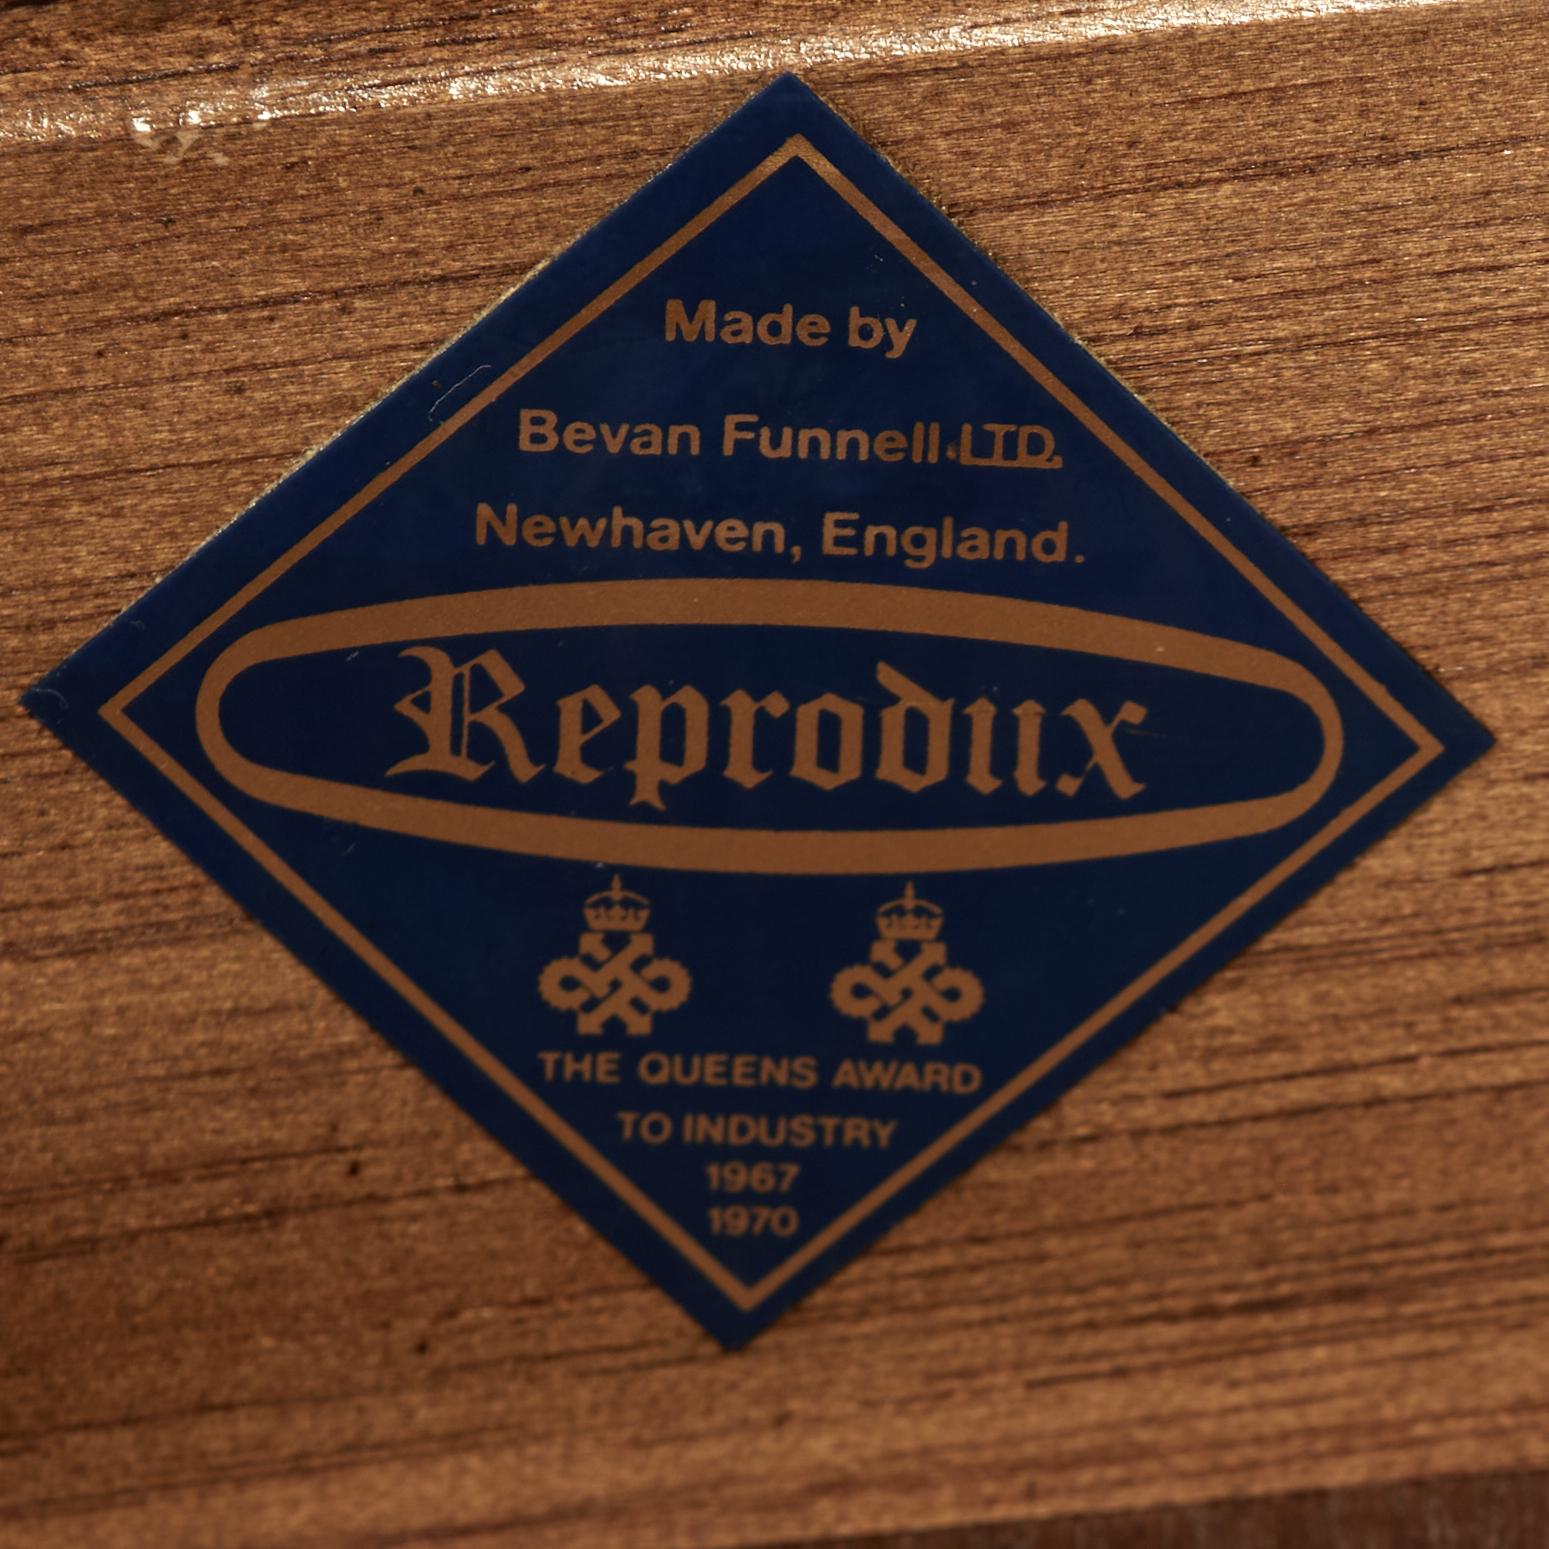 Made by
Bevan Funnell LTD.
Newhaven, England.
Reprodux
THE QUEENS AWARD
TO INDUSTRY
1967
1970